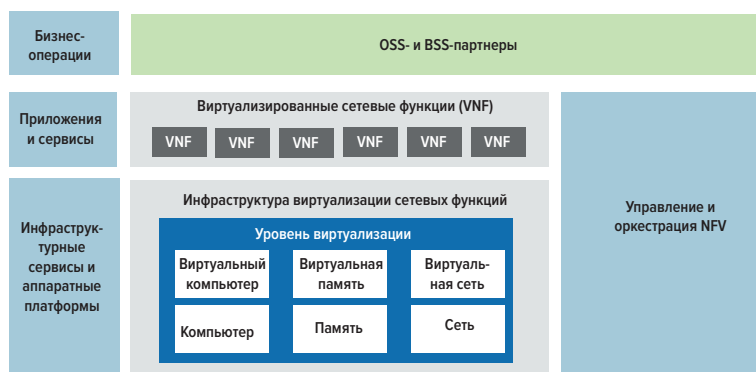 Бизнес-
операции
OSS- и BSS-партнеры
Приложения
и сервисы
Виртуализированные сетевые функции (VNF)
VNF
VNF
VNF
VNF
VNF
VNF
Инфраструк-
турные
сервисы и
аппаратные
платформы
Инфраструктура виртуализации сетевых функций
Уровень виртуализации
Виртуальный
компьютер
Виртуальная
память
Виртуаль-
ная сеть
Компьютер
Память
Сеть
Управление и
оркестрация NFV